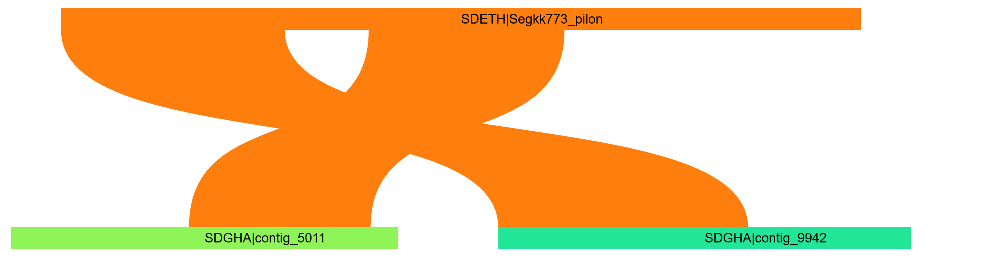 SDETH|Segkk773_pilon
SDGHA|contig_5011
SDGHA|contig_9942